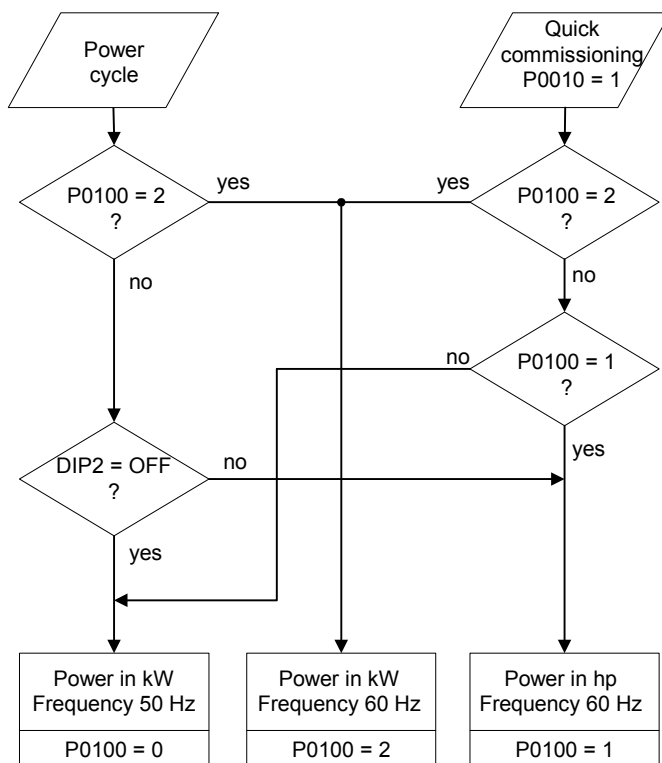 Power
cycle
Quick
commissioning
P0010 = 1
P0100 = 2
?
yes
yes
P0100 = 2
?
no
no
P0100 = 1
?
no
yes
DIP2 = OFF
?
no
yes
Power in kW
Frequency 50 Hz
P0100 = 0
Power in kW
Frequency 60 Hz
P0100 = 2
Power in hp
Frequency 60 Hz
P0100 = 1